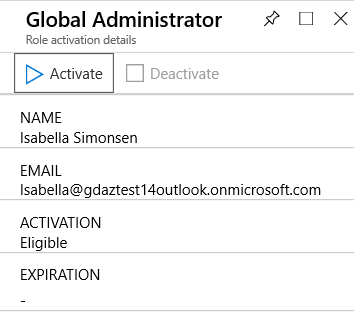 Global Administrator
Role activation details
Activate Deactivate
NAME
Isabella Simonsen
EMAIL
Isabella@gdaztest14outlook.onmicrosoft.com
ACTIVATION
Eligible
EXPIRATION
-